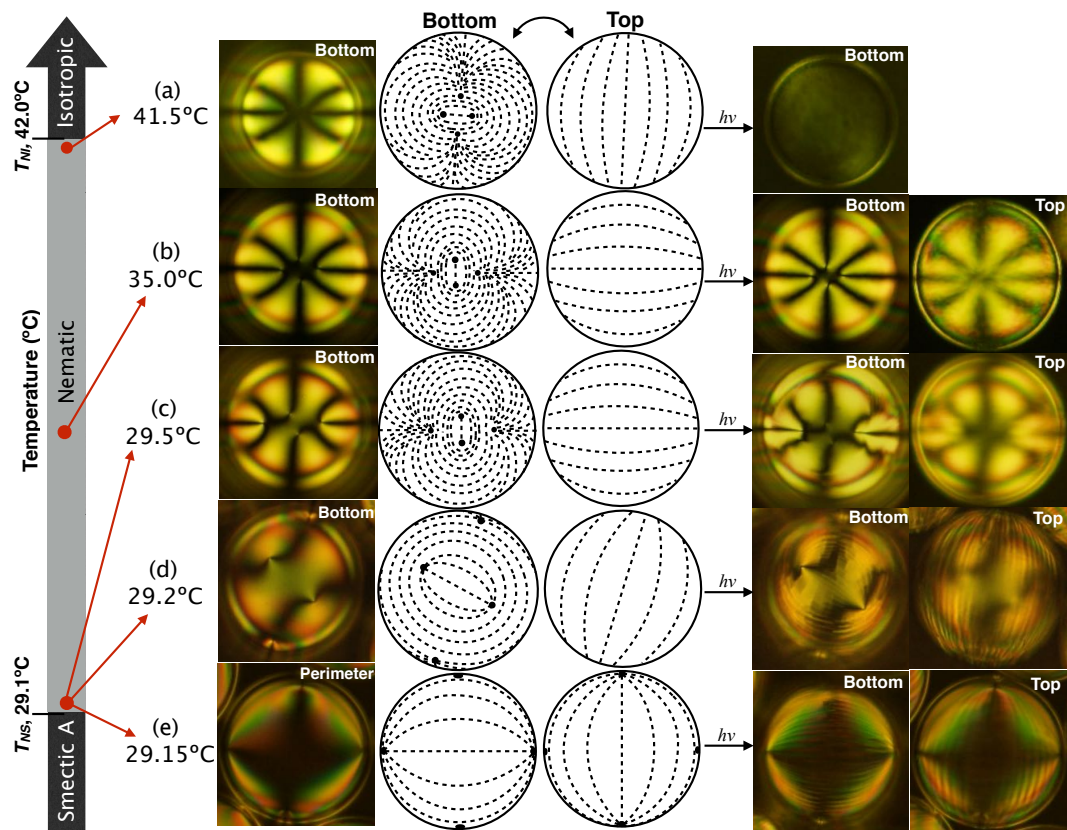 Bottom
Top
Isotropic
T_NI, 42.0°C
Temperature (°C)
Nematic
T_NS, 29.1°C
Smectic A
(a)
41.5°C
Bottom
hν
Bottom
(b)
35.0°C
Bottom
hν
Bottom
Top
(c)
29.5°C
Bottom
hν
Bottom
Top
(d)
29.2°C
Bottom
hν
Bottom
Top
(e)
29.15°C
Perimeter
hν
Bottom
Top